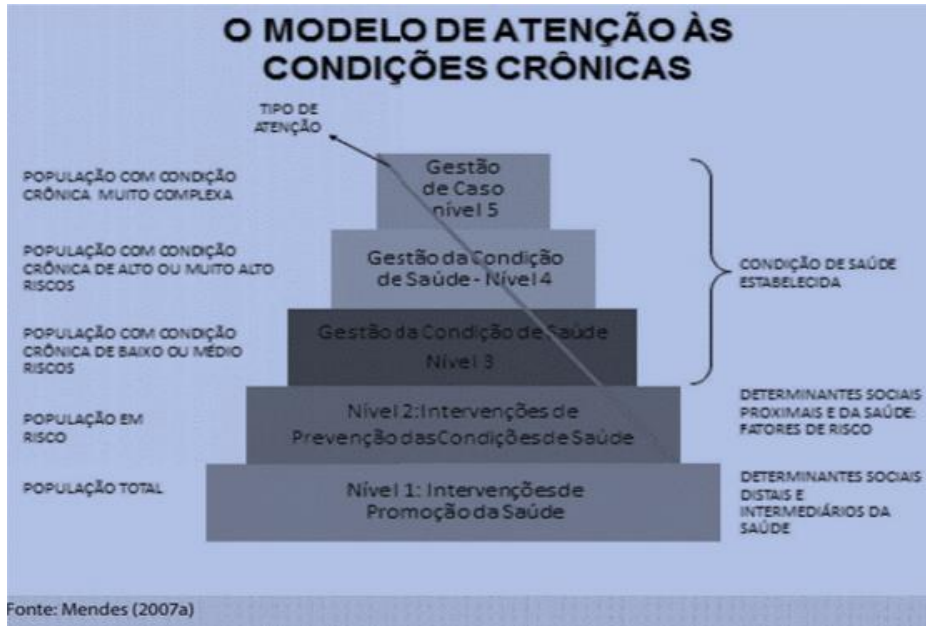 O MODELO DE ATENÇÃO ÀS
CONDIÇÕES CRÔNICAS
TIPO DE
ATENÇÃO
POPULAÇÃO COM CONDIÇÃO
CRÔNICA MUITO COMPLEXA
Gestão
de Caso
nível 5
POPULAÇÃO COM CONDIÇÃO
CRÔNICA DE ALTO OU MUITO ALTO
RISCOS
Gestão da Condição
de Saúde - Nível 4
CONDIÇÃO DE SAÚDE
ESTABELECIDA
POPULAÇÃO COM CONDIÇÃO
CRÔNICA DE BAIXO OU MÉDIO
RISCOS
Gestão da Condição de Saúde
Nível 3
POPULAÇÃO EM
RISCO
Nível 2: Intervenções de
Prevenção das Condições de Saúde
DETERMINANTES SOCIAIS
PROXIMAIS E DA SAÚDE:
FATORES DE RISCO
POPULAÇÃO TOTAL
Nível 1: Intervenções de
Promoção da Saúde
DETERMINANTES SOCIAIS
DISTAIS E
INTERMEDIÁRIOS DA
SAÚDE
Fonte: Mendes (2007a)